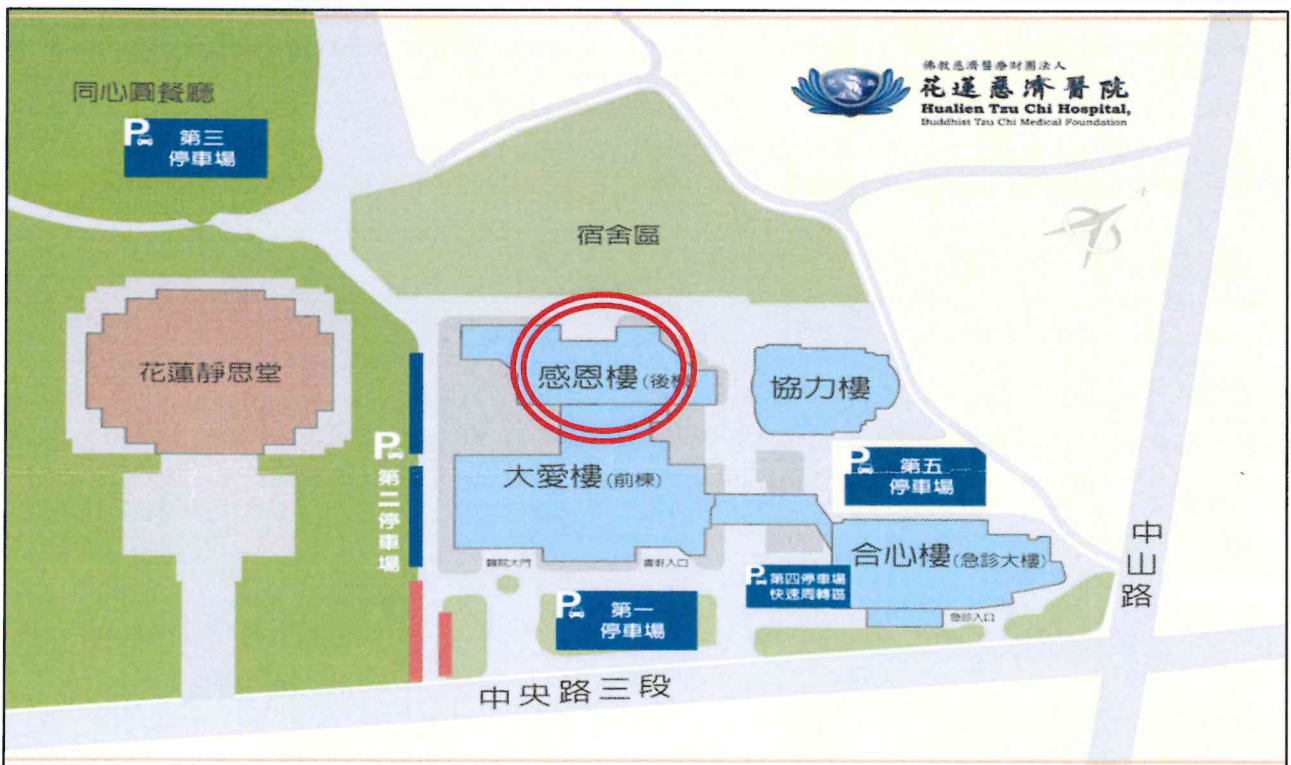 佛教慈濟醫療財團法人
花蓮慈濟醫院
Hualien Tzu Chi Hospital,
Buddhist Tzu Chi Medical Foundation
同心圓餐廳
P 第三
停車場
宿舍區
花蓮靜思堂
感恩樓(後棟)
協力樓
P
第二停車場
大愛樓(前棟)
P 第五
停車場
醫院大門
書軒入口
合心樓(急診大樓)
P 第四停車場
快速周轉區
急診入口
P 第一
停車場
中央路三段
中山路